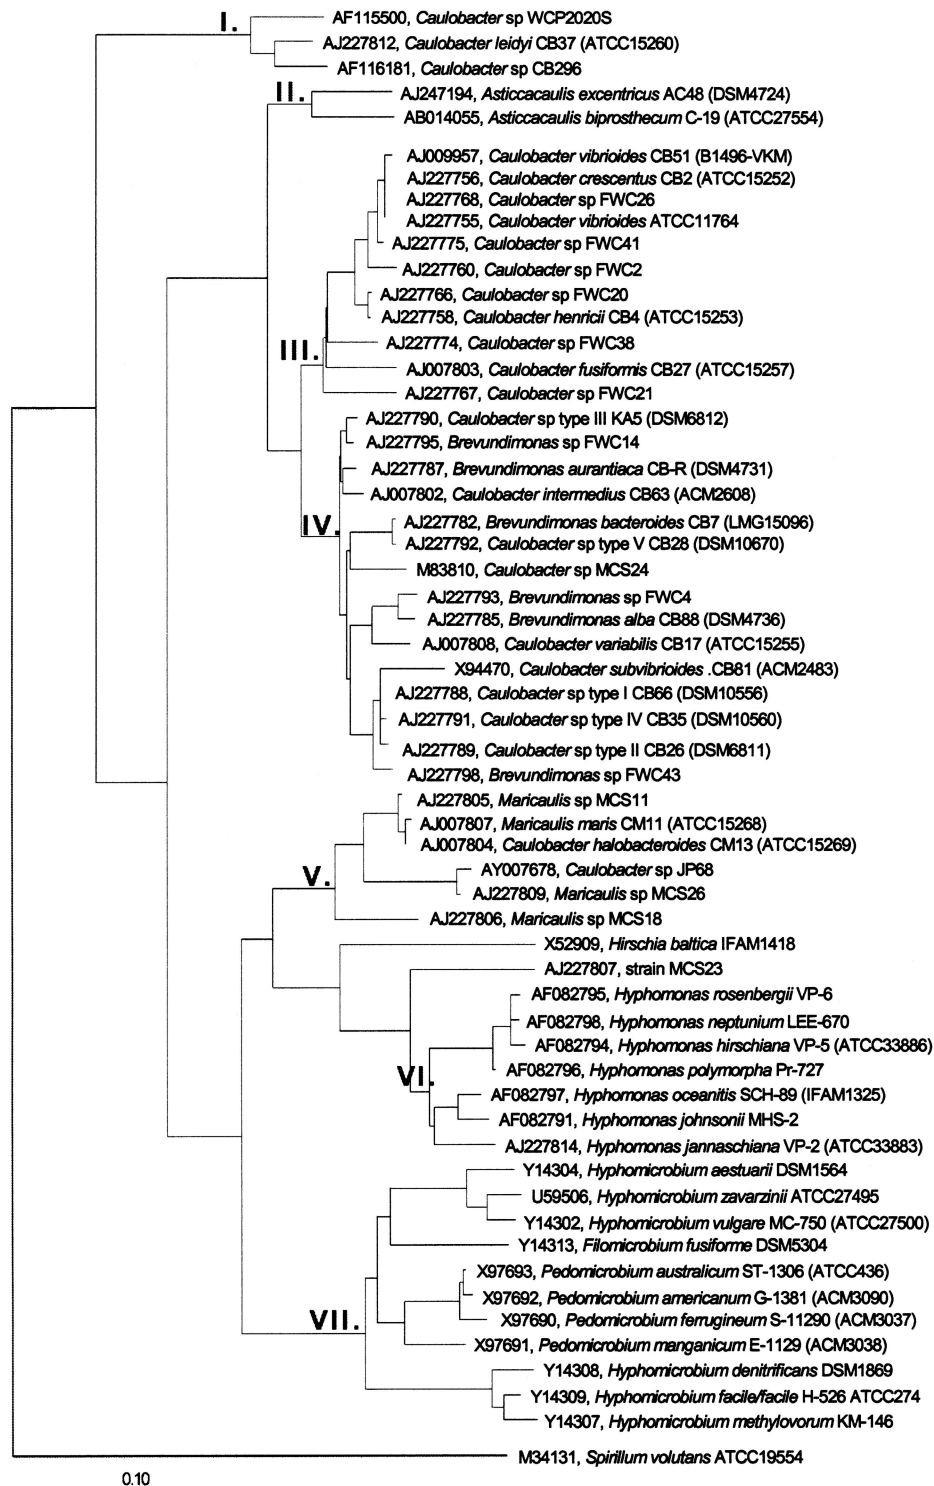 I.
AF115500, Caulobacter sp WCP2020S
AJ227812, Caulobacter leidyi CB37 (ATCC15260)
AF116181, Caulobacter sp CB296
II.
AJ247194, Asticcacaulis excentricus AC48 (DSM4724)
AB014055, Asticcacaulis biprosthecum C-19 (ATCC27554)
AJ009957, Caulobacter vibrioides CB51 (B1496-VKM)
AJ227756, Caulobacter crescentus CB2 (ATCC15252)
AJ227768, Caulobacter sp FWC26
AJ227755, Caulobacter vibrioides ATCC11764
AJ227775, Caulobacter sp FWC41
AJ227760, Caulobacter sp FWC2
AJ227766, Caulobacter sp FWC20
AJ227758, Caulobacter henricii CB4 (ATCC15253)
AJ227774, Caulobacter sp FWC38
III.
AJ007803, Caulobacter fusiformis CB27 (ATCC15257)
AJ227767, Caulobacter sp FWC21
AJ227790, Caulobacter sp type III KA5 (DSM6812)
AJ227795, Brevundimonas sp FWC14
AJ227787, Brevundimonas aurantiaca CB-R (DSM4731)
AJ007802, Caulobacter intermedius CB63 (ACM2608)
IV.
AJ227782, Brevundimonas bacteroides CB7 (LMG15096)
AJ227792, Caulobacter sp type V CB28 (DSM10670)
M83810, Caulobacter sp MCS24
AJ227793, Brevundimonas sp FWC4
AJ227785, Brevundimonas alba CB88 (DSM4736)
AJ007808, Caulobacter variabilis CB17 (ATCC15255)
X94470, Caulobacter subvibrioides .CB81 (ACM2483)
AJ227788, Caulobacter sp type I CB66 (DSM10556)
AJ227791, Caulobacter sp type IV CB35 (DSM10560)
AJ227789, Caulobacter sp type II CB26 (DSM6811)
AJ227798, Brevundimonas sp FWC43
AJ227805, Maricaulis sp MCS11
AJ007807, Maricaulis maris CM11 (ATCC15268)
AJ007804, Caulobacter halobacteroides CM13 (ATCC15269)
V.
AY007678, Caulobacter sp JP68
AJ227809, Maricaulis sp MCS26
AJ227806, Maricaulis sp MCS18
X52909, Hirschia baltica IFAM1418
AJ227807, strain MCS23
AF082795, Hyphomonas rosenbergii VP-6
AF082798, Hyphomonas neptunium LEE-670
AF082794, Hyphomonas hirschiana VP-5 (ATCC33886)
VI.
AF082796, Hyphomonas polymorpha Pr-727
AF082797, Hyphomonas oceanitis SCH-89 (IFAM1325)
AF082791, Hyphomonas johnsonii MHS-2
AJ227814, Hyphomonas jannaschiana VP-2 (ATCC33883)
Y14304, Hyphomicrobium aestuarii DSM1564
U59506, Hyphomicrobium zavarzinii ATCC27495
Y14302, Hyphomicrobium vulgare MC-750 (ATCC27500)
Y14313, Filomicrobium fusiforme DSM5304
X97693, Pedomicrobium australicum ST-1306 (ATCC436)
X97692, Pedomicrobium americanum G-1381 (ACM3090)
VII.
X97690, Pedomicrobium ferrugineum S-11290 (ACM3037)
X97691, Pedomicrobium manganicum E-1129 (ACM3038)
Y14308, Hyphomicrobium denitrificans DSM1869
Y14309, Hyphomicrobium facile/facile H-526 ATCC274
Y14307, Hyphomicrobium methylovorum KM-146
M34131, Spirillum volutans ATCC19554
0.10